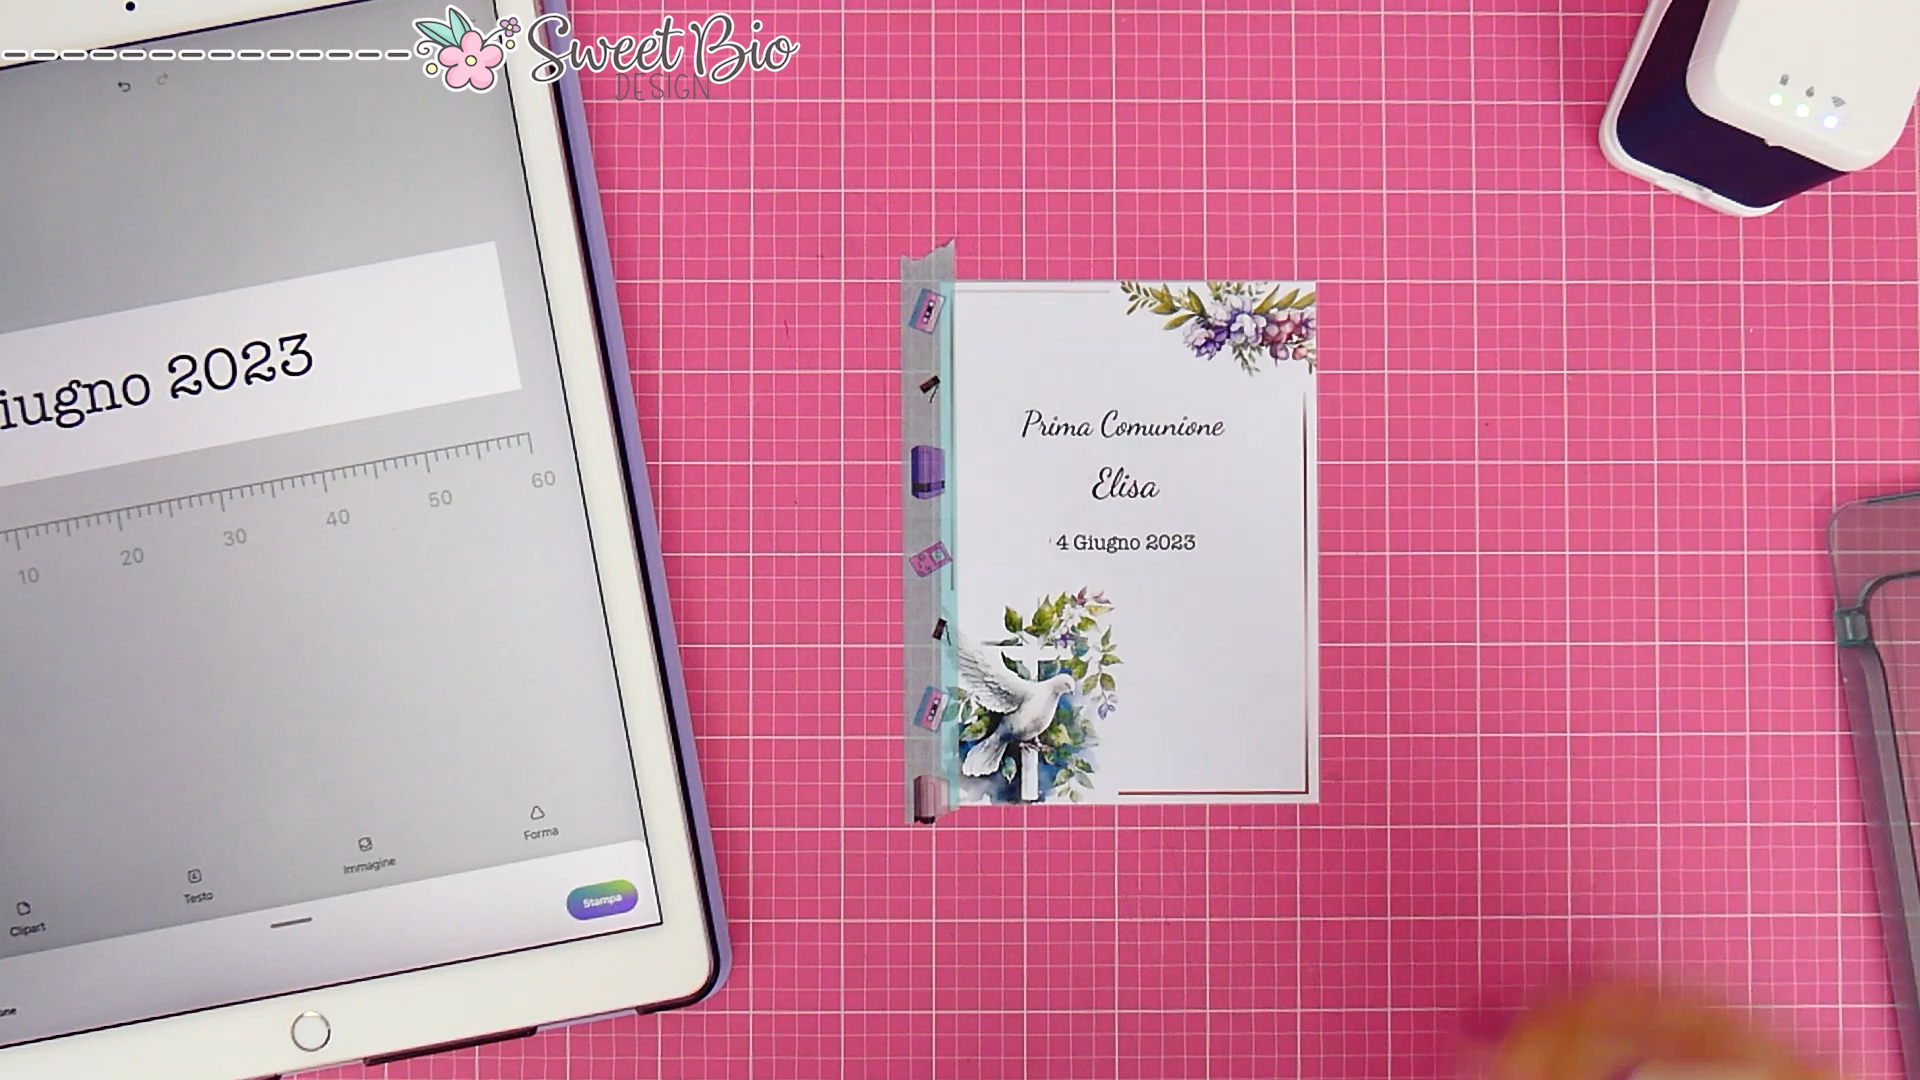 Sweet Bio
DESIGN
iugno 2023
10 20 30 40 50 60
Clipart
Testo
Immagine
Forma
Stampa
Prima Comunione
Elisa
4 Giugno 2023